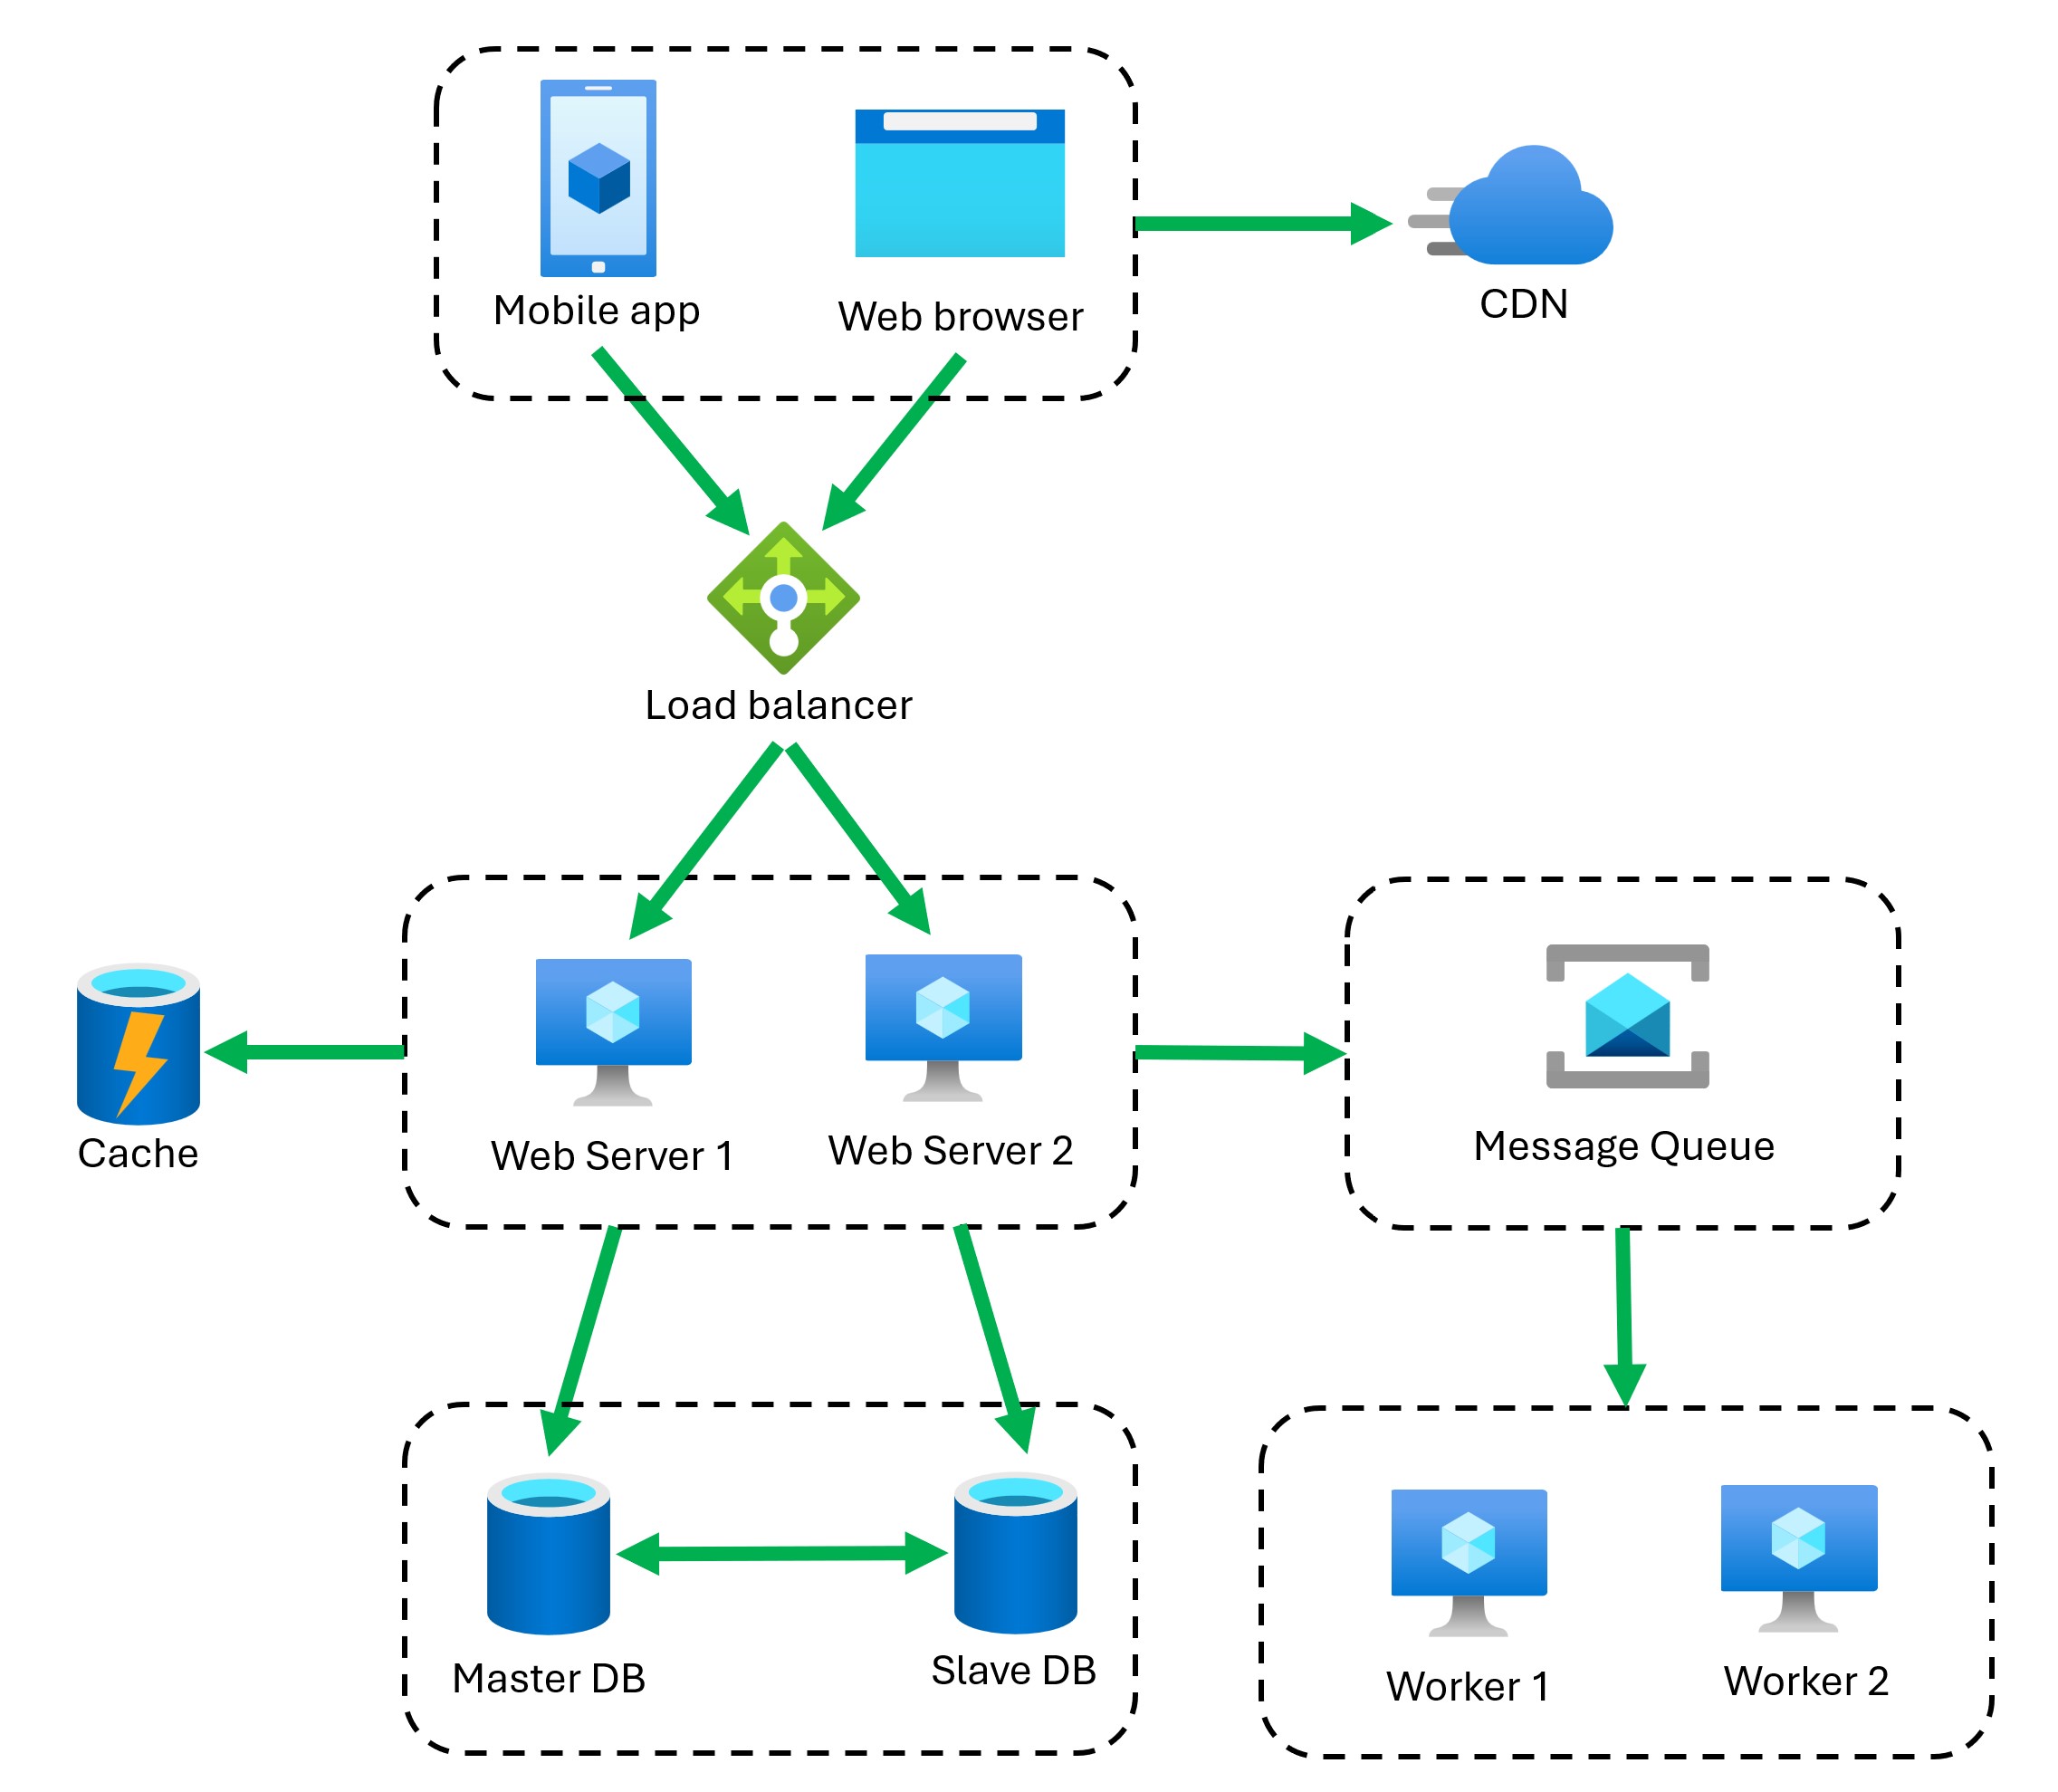 Mobile app
Web browser
CDN
Load balancer
Cache
Web Server 1
Web Server 2
Message Queue
Master DB
Slave DB
Worker 1
Worker 2